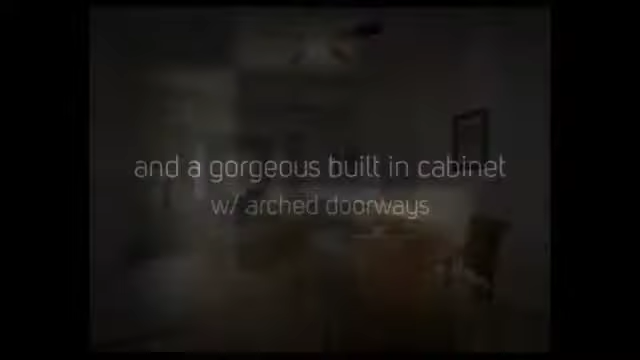 and a gorgeous built in cabinet
w/ arched doorways